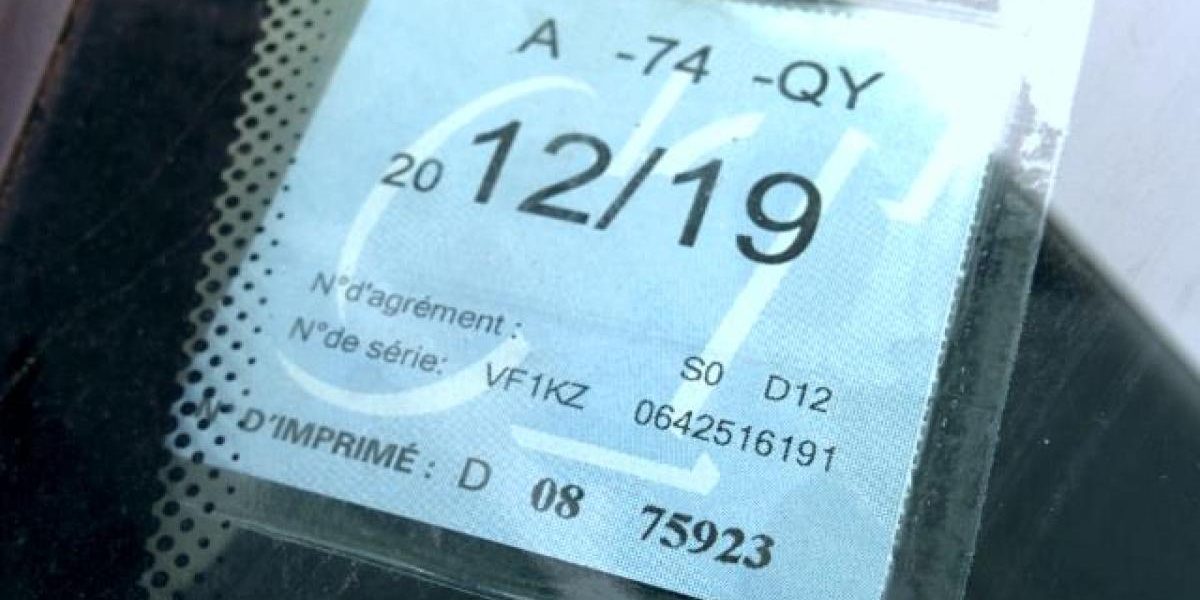 A -74 -QY
20 12/19
N°d'agrément : S0 D12
N°de série: VF1KZ 0642516191
N° D'IMPRIMÉ : D 08 75923